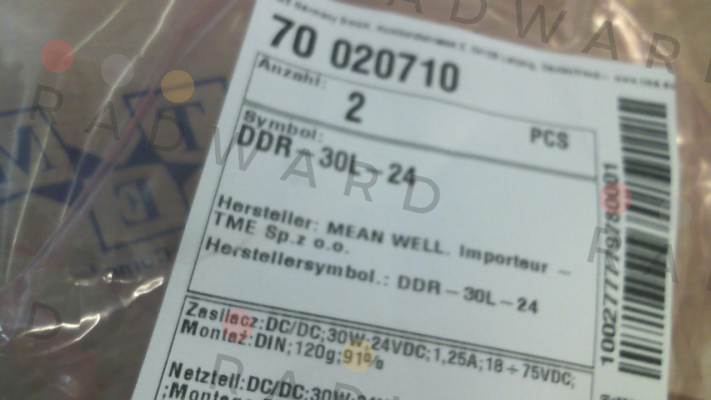 70 020710
Anzahl:
2
PCS
Symbol:
DDR-30L-24
Hersteller: MEAN WELL. Importeur -
TME Sp.z o.o.
Herstellersymbol.: DDR-30L-24
Zasilacz:DC/DC;30W;24VDC;1,25A;18÷75VDC;
Montaż:DIN;120g;91%
Netzteil:DC/DC;30W
RADWARD
RADWARD